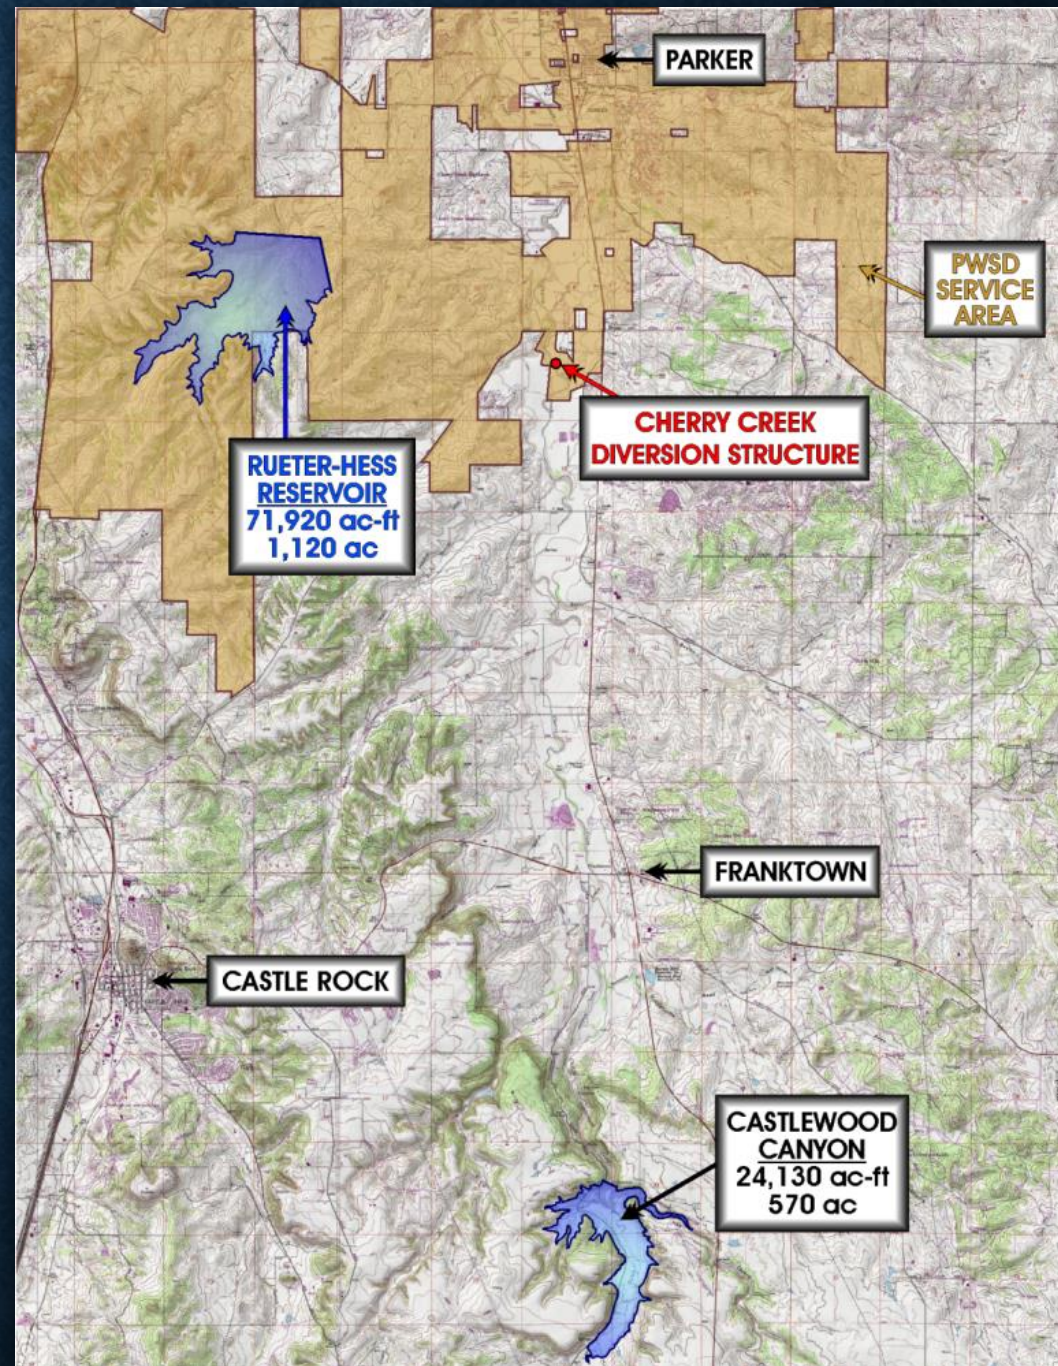 PARKER
PWSD
SERVICE
AREA
CHERRY CREEK
DIVERSION STRUCTURE
RUETER-HESS
RESERVOIR
71,920 ac-ft
1,120 ac
FRANKTOWN
CASTLE ROCK
CASTLEWOOD
CANYON
24,130 ac-ft
570 ac